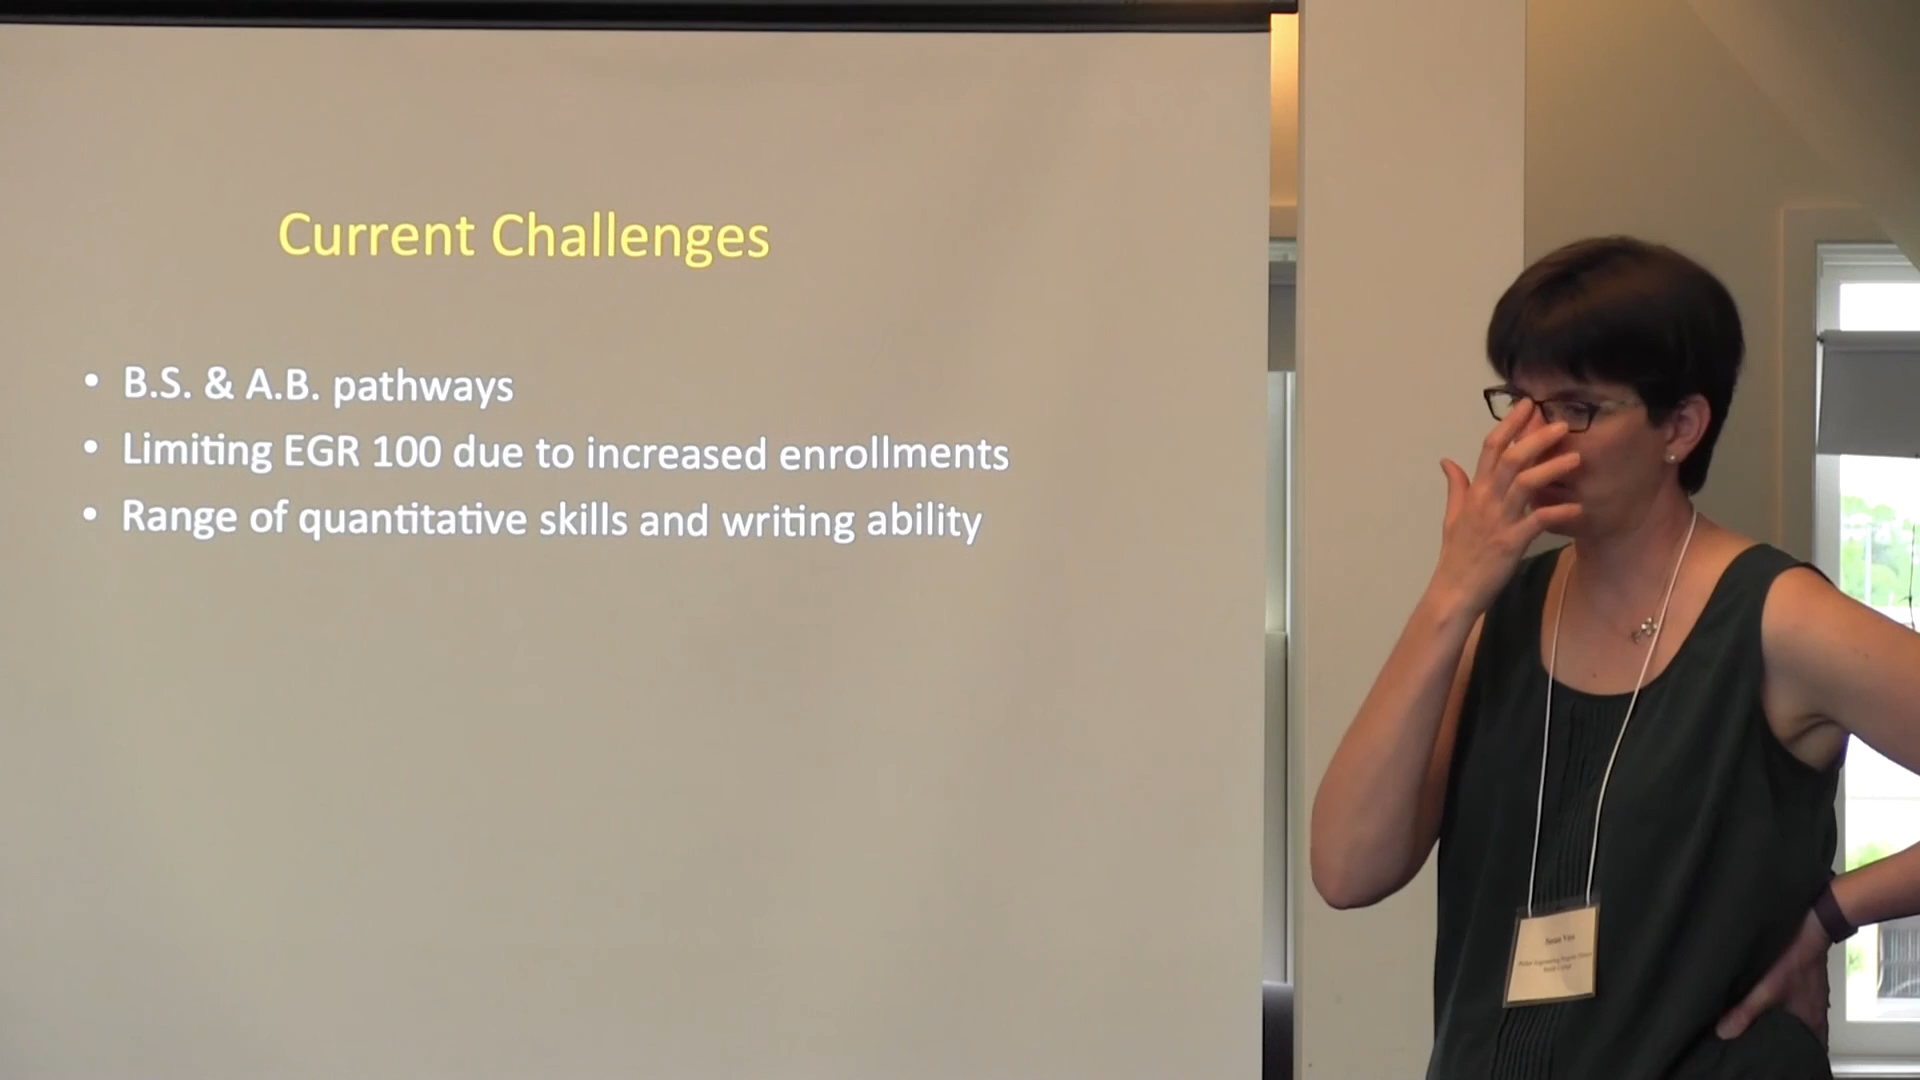 Current Challenges
• B.S. & A.B. pathways
• Limiting EGR 100 due to increased enrollments
• Range of quantitative skills and writing ability